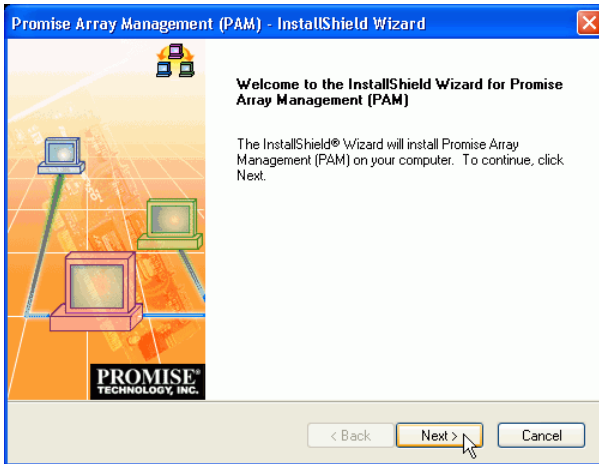 Promise Array Management (PAM) - InstallShield Wizard
Welcome to the InstallShield Wizard for Promise
Array Management (PAM)
The InstallShield® Wizard will install Promise Array
Management (PAM) on your computer. To continue, click
Next.
PROMISE®
TECHNOLOGY, INC.
< Back
Next >
Cancel